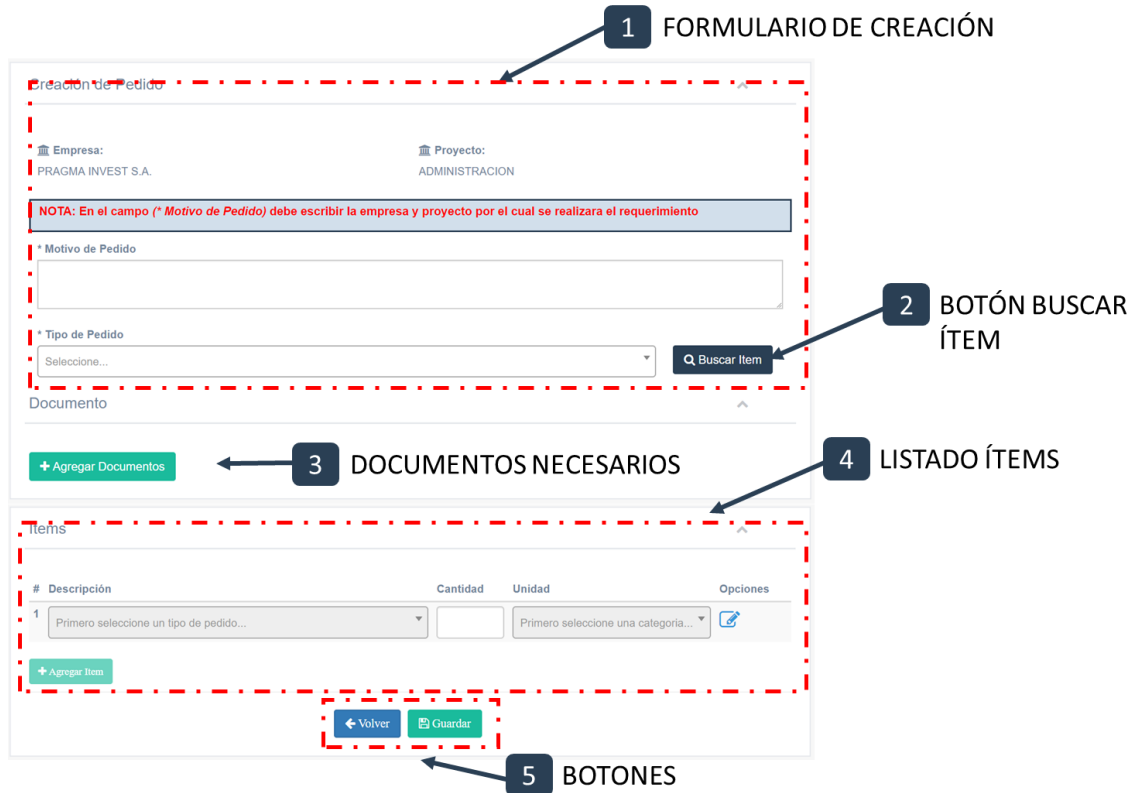 1 FORMULARIO DE CREACIÓN
Creación de Pedido
Empresa: Proyecto:
PRAGMA INVEST S.A. ADMINISTRACION
NOTA: En el campo (* Motivo de Pedido) debe escribir la empresa y proyecto por el cual se realizara el requerimiento
* Motivo de Pedido
2 BOTÓN BUSCAR
ÍTEM
* Tipo de Pedido
Seleccione... Buscar Item
Documento
+ Agregar Documentos 3 DOCUMENTOS NECESARIOS
4 LISTADO ÍTEMS
Items
# Descripción Cantidad Unidad Opciones
1 Primero seleccione un tipo de pedido... Primero seleccione una categoria...
+ Agregar Item
Volver Guardar
5 BOTONES